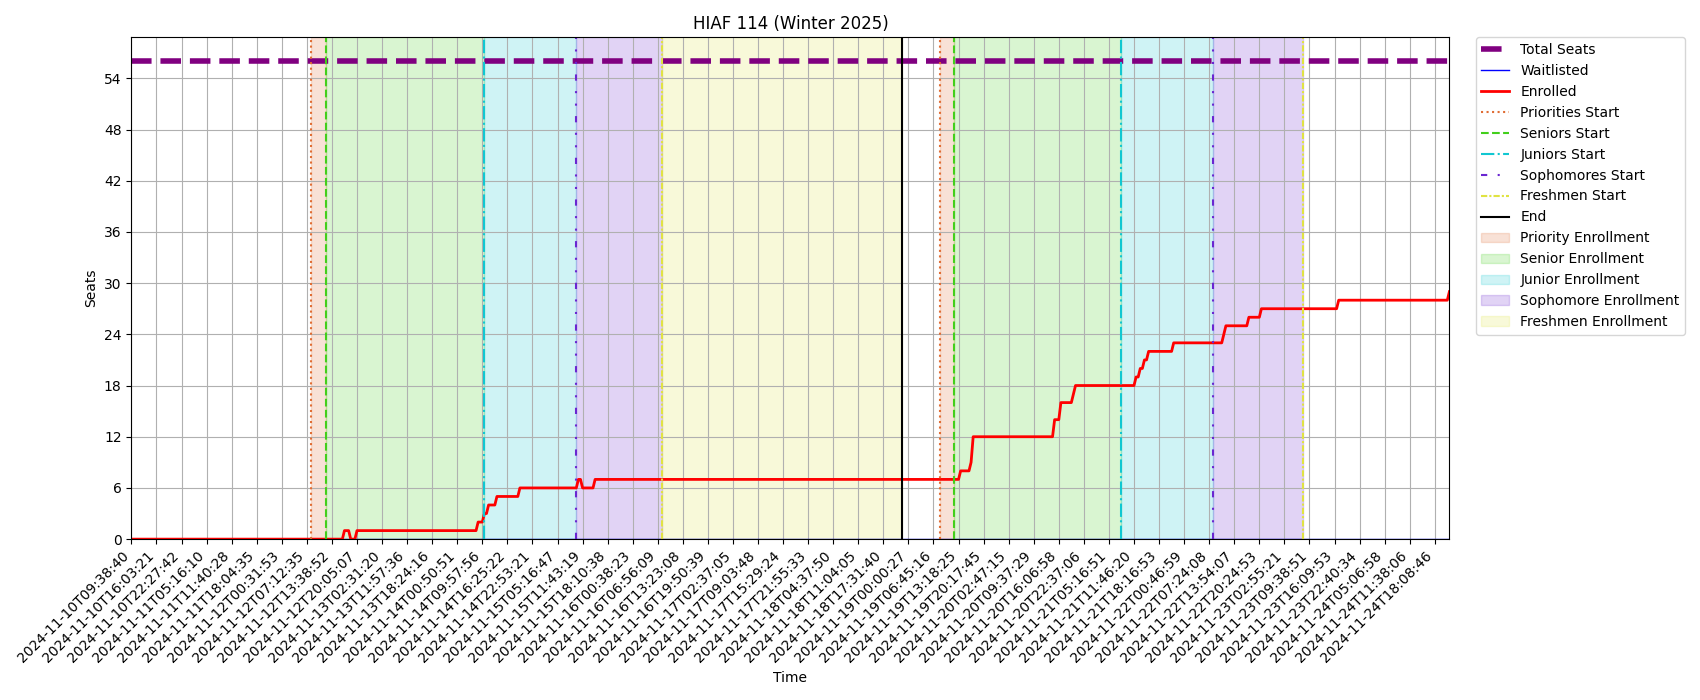 HIAF 114 (Winter 2025)
Total Seats
Waitlisted
Enrolled
Priorities Start
Seniors Start
Juniors Start
Sophomores Start
Freshmen Start
End
Priority Enrollment
Senior Enrollment
Junior Enrollment
Sophomore Enrollment
Freshmen Enrollment
Seats
54
48
42
36
30
24
18
12
6
0
2024-11-10T09:38:40
2024-11-10T16:03:21
2024-11-10T22:27:42
2024-11-11T05:16:10
2024-11-11T11:40:28
2024-11-11T18:04:35
2024-11-12T00:31:53
2024-11-12T07:12:35
2024-11-12T13:38:52
2024-11-12T20:05:07
2024-11-13T02:31:20
2024-11-13T11:57:36
2024-11-13T18:24:16
2024-11-14T00:50:51
2024-11-14T09:57:56
2024-11-14T16:25:22
2024-11-14T22:53:21
2024-11-15T05:16:47
2024-11-15T11:43:19
2024-11-15T18:10:38
2024-11-16T00:38:23
2024-11-16T06:56:09
2024-11-16T13:23:08
2024-11-16T19:50:39
2024-11-17T02:37:05
2024-11-17T09:03:48
2024-11-17T15:29:24
2024-11-17T21:55:33
2024-11-18T04:37:50
2024-11-18T11:04:05
2024-11-18T17:31:40
2024-11-19T00:00:27
2024-11-19T06:45:16
2024-11-19T13:18:25
2024-11-19T20:17:45
2024-11-20T02:47:15
2024-11-20T09:37:29
2024-11-20T16:06:58
2024-11-20T22:37:06
2024-11-21T05:16:51
2024-11-21T11:46:20
2024-11-21T18:16:53
2024-11-22T00:46:59
2024-11-22T07:24:08
2024-11-22T13:54:07
2024-11-22T20:24:53
2024-11-23T02:55:21
2024-11-23T09:38:51
2024-11-23T16:09:53
2024-11-23T22:40:34
2024-11-24T05:06:58
2024-11-24T11:38:06
2024-11-24T18:08:46
Time